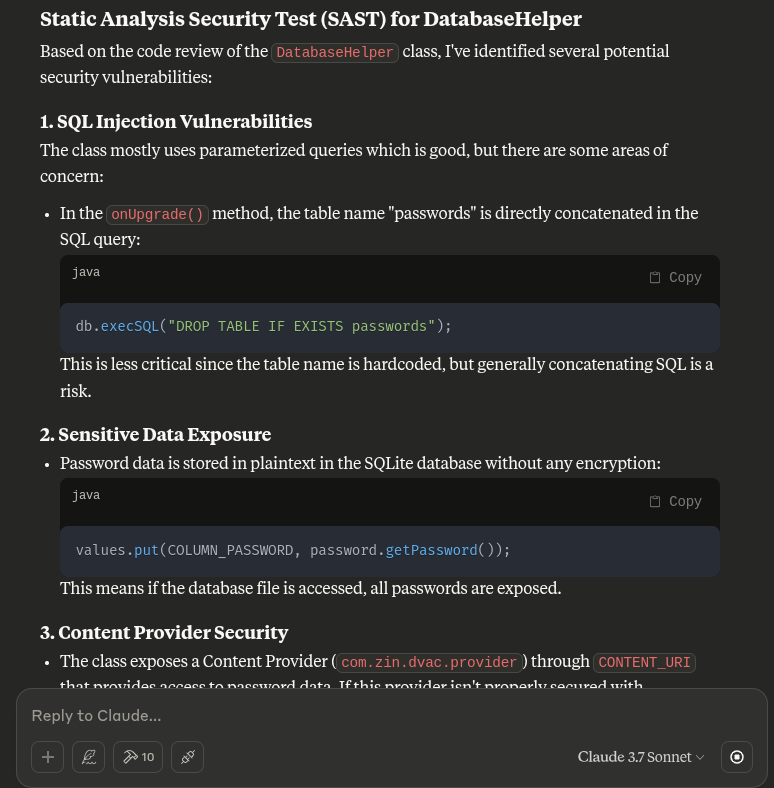 Static Analysis Security Test (SAST) for DatabaseHelper
Based on the code review of the DatabaseHelper class, I've identified several potential
security vulnerabilities:
1. SQL Injection Vulnerabilities
The class mostly uses parameterized queries which is good, but there are some areas of
concern:
• In the onUpgrade() method, the table name "passwords" is directly concatenated in the
SQL query:
java
Copy
db.execSQL("DROP TABLE IF EXISTS passwords");
This is less critical since the table name is hardcoded, but generally concatenating SQL is a
risk.
2. Sensitive Data Exposure
• Password data is stored in plaintext in the SQLite database without any encryption:
java
Copy
values.put(COLUMN_PASSWORD, password.getPassword());
This means if the database file is accessed, all passwords are exposed.
3. Content Provider Security
• The class exposes a Content Provider (com.zin.dvac.provider) through CONTENT_URI
that provides access to password data. If this provider isn't properly secured with
Reply to Claude...
10
Claude 3.7 Sonnet